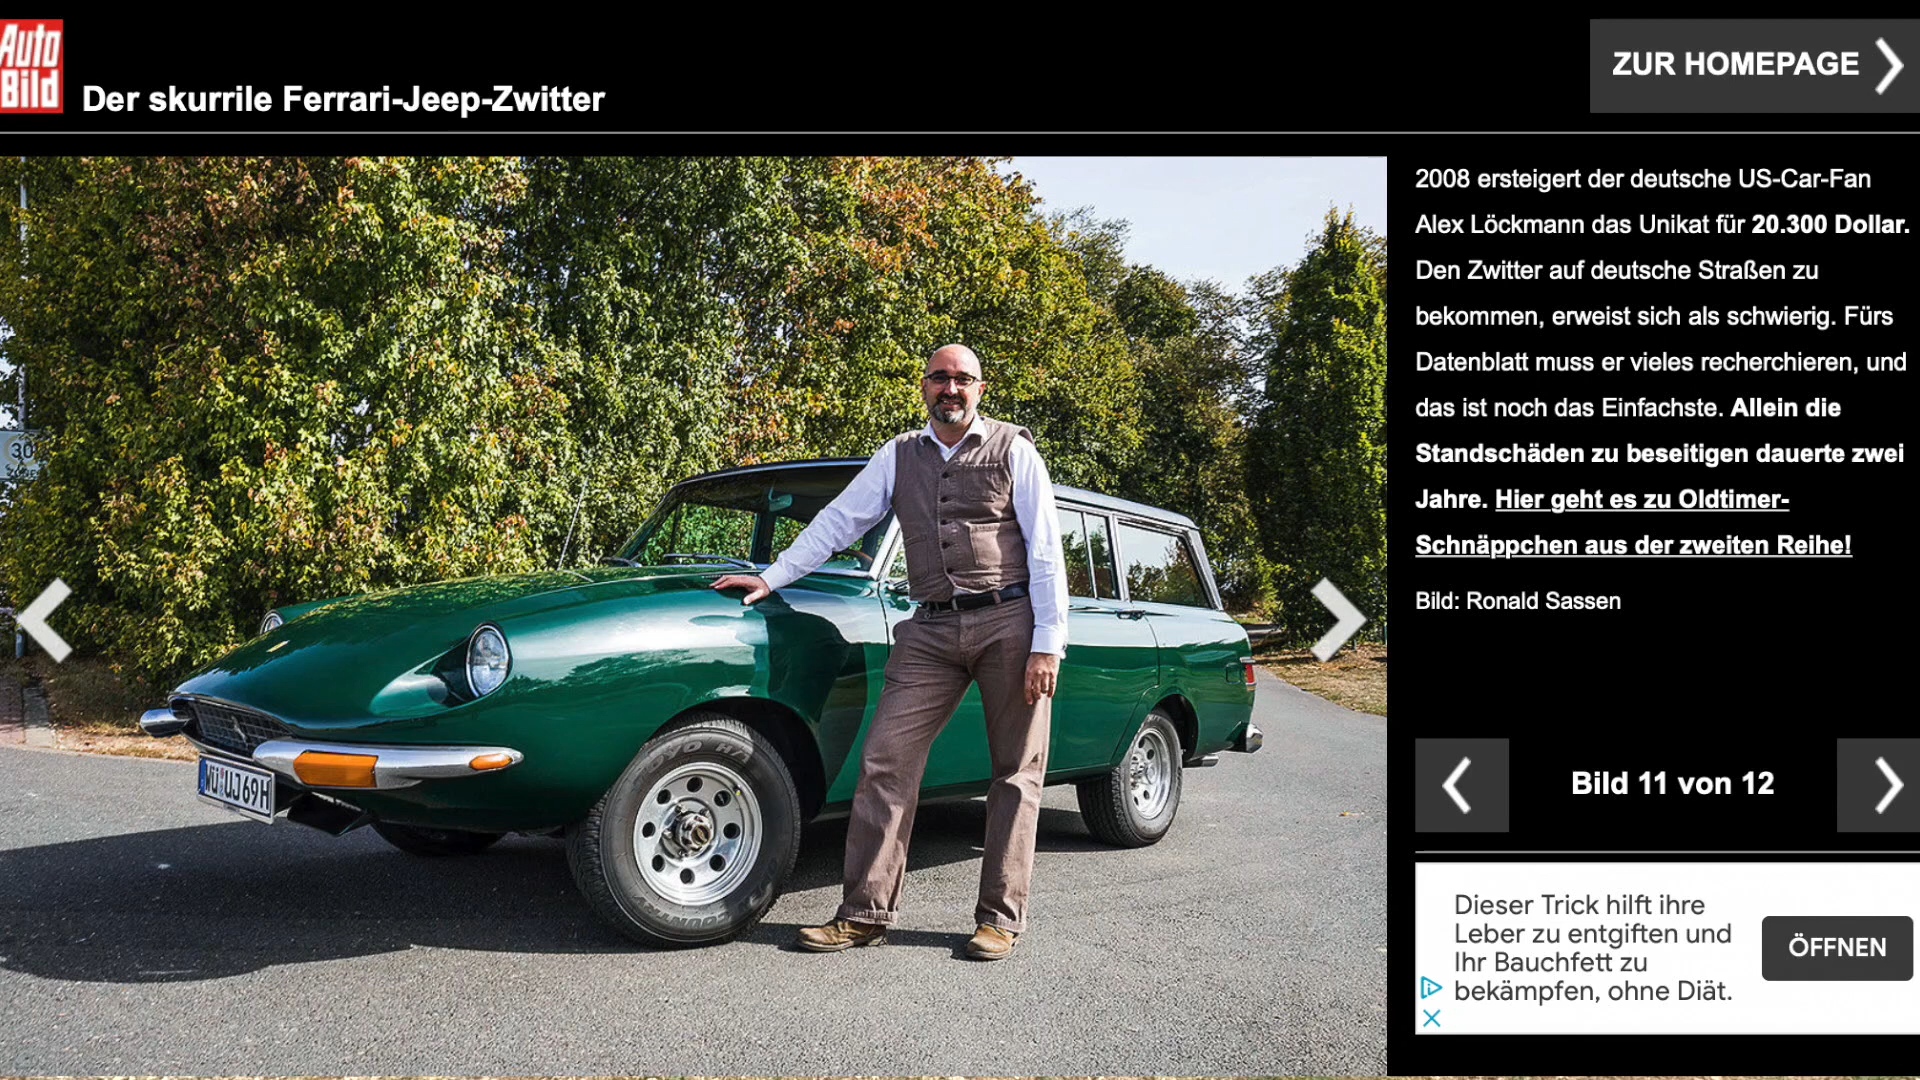 Auto
Bild
Der skurrile Ferrari-Jeep-Zwitter
ZUR HOMEPAGE
2008 ersteigert der deutsche US-Car-Fan
Alex Löckmann das Unikat für 20.300 Dollar.
Den Zwitter auf deutsche Straßen zu
bekommen, erweist sich als schwierig. Fürs
Datenblatt muss er vieles recherchieren, und
das ist noch das Einfachste. Allein die
Standschäden zu beseitigen dauerte zwei
Jahre. Hier geht es zu Oldtimer-
Schnäppchen aus der zweiten Reihe!
Bild: Ronald Sassen
30
WÜ UJ69H
COUNTRY
Bild 11 von 12
Dieser Trick hilft ihre
Leber zu entgiften und
Ihr Bauchfett zu
bekämpfen, ohne Diät.
ÖFFNEN